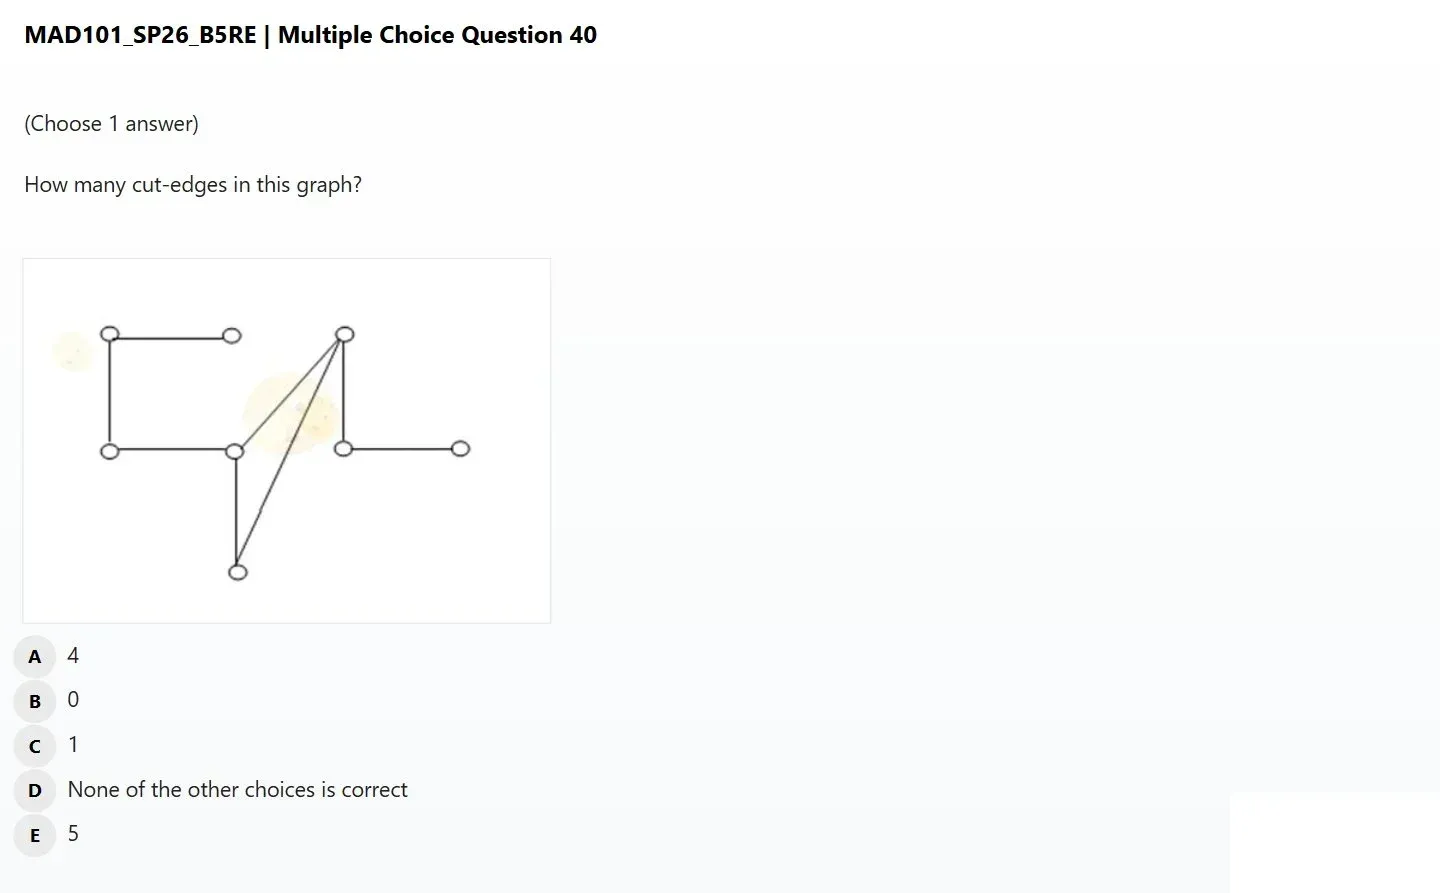 MAD101_SP26_B5RE | Multiple Choice Question 40
(Choose 1 answer)
How many cut-edges in this graph?
A 4
B 0
C 1
D None of the other choices is correct
E 5